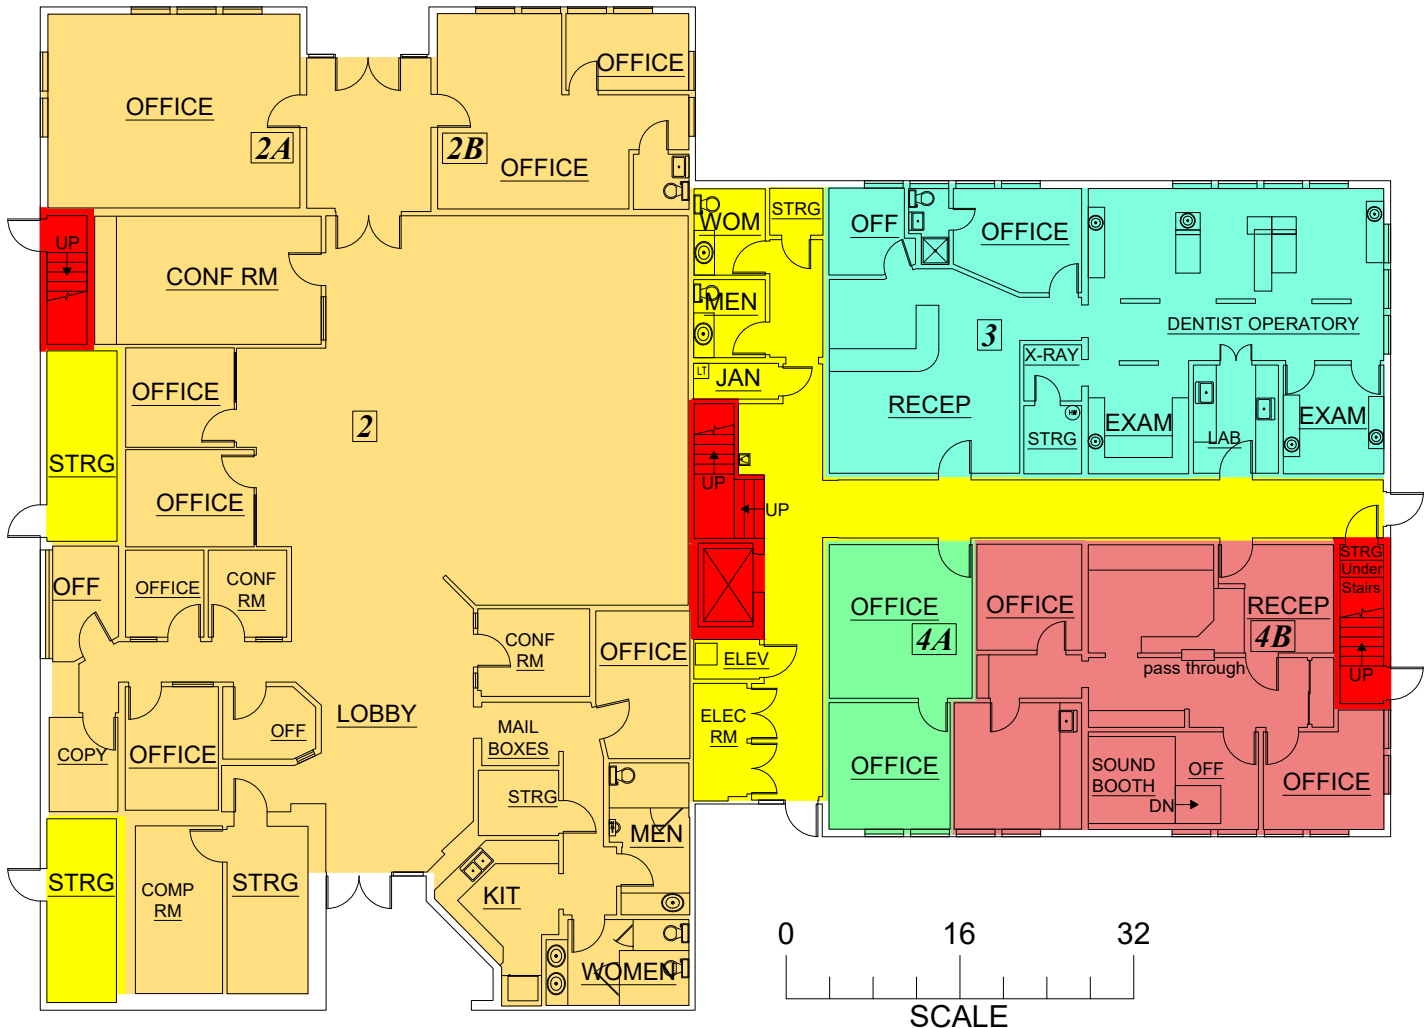 OFFICE
2A
2B
OFFICE
OFFICE
UP
CONF RM
WOM
STRG
OFF
OFFICE
MEN
LT
JAN
3
DENTIST OPERATORY
X-RAY
RECEP
HW
STRG
EXAM
LAB
EXAM
OFFICE
2
STRG
OFFICE
UP
UP
OFF
OFFICE
CONF
RM
CONF
RM
OFFICE
ELEV
OFFICE
4A
OFFICE
RECEP
4B
STRG
Under
Stairs
UP
pass through
LOBBY
OFF
MAIL
BOXES
ELEC
RM
COPY
OFFICE
STRG
OFFICE
SOUND
BOOTH
OFF
DN
OFFICE
MEN
STRG
COMP
RM
STRG
KIT
WOMEN
0
16
32
SCALE